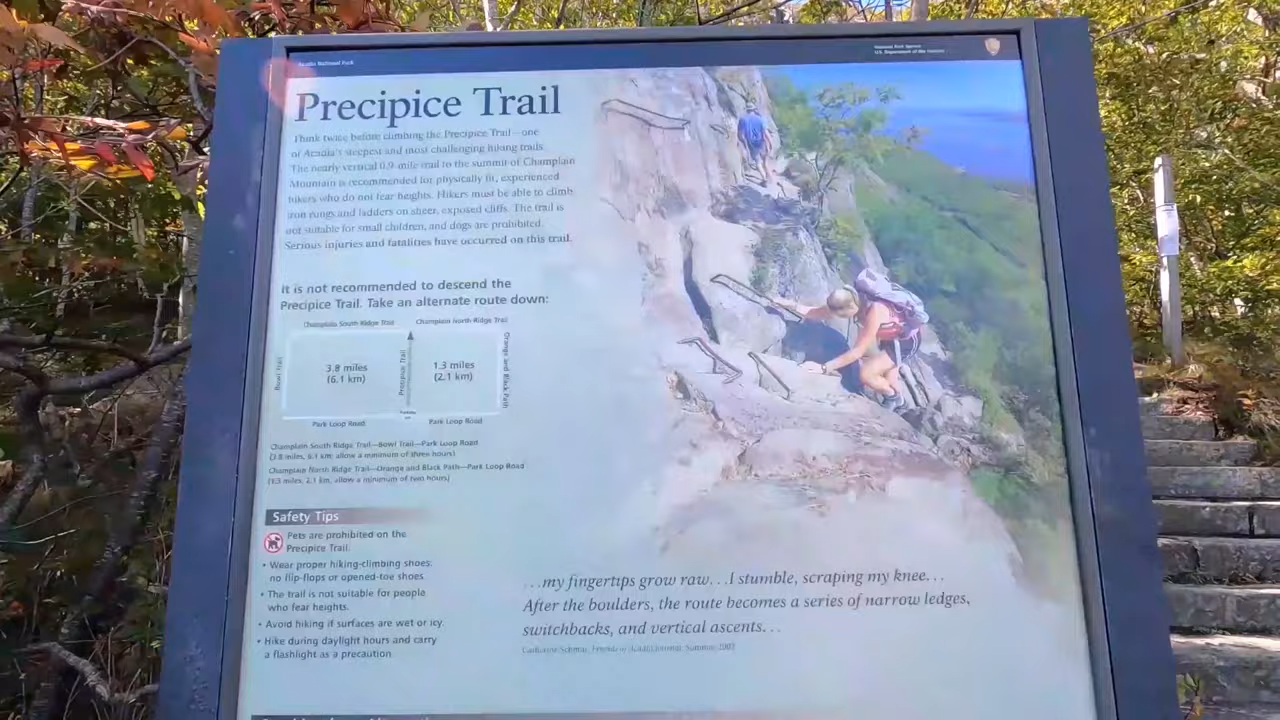 Acadia National Park
National Park Service
U.S. Department of the Interior
Precipice Trail
Think twice before climbing the Precipice Trail—one
of Acadia's steepest and most challenging hiking trails.
The nearly vertical 0.9-mile trail to the summit of Champlain
Mountain is recommended for physically fit, experienced
hikers who do not fear heights. Hikers must be able to climb
iron rungs and ladders on sheer, exposed cliffs. The trail is
not suitable for small children, and dogs are prohibited.
Serious injuries and fatalities have occurred on this trail.
It is not recommended to descend the
Precipice Trail. Take an alternate route down:
Champlain South Ridge Trail
Champlain North Ridge Trail
Bowl Trail
3.8 miles
(6.1 km)
Precipice Trail
1.3 miles
(2.1 km)
Orange and Black Path
Park Loop Road
Park Loop Road
Champlain South Ridge Trail—Bowl Trail—Park Loop Road
(3.8 miles, 6.1 km; allow a minimum of three hours)
Champlain North Ridge Trail—Orange and Black Path—Park Loop Road
(1.3 miles, 2.1 km, allow a minimum of two hours)
Safety Tips
Pets are prohibited on the
Precipice Trail.
• Wear proper hiking-climbing shoes:
no flip-flops or opened-toe shoes.
• The trail is not suitable for people
who fear heights.
• Avoid hiking if surfaces are wet or icy.
• Hike during daylight hours and carry
a flashlight as a precaution.
. . .my fingertips grow raw. . .I stumble, scraping my knee. . .
After the boulders, the route becomes a series of narrow ledges,
switchbacks, and vertical ascents. . .
Friends of Acadia Journal, Summer 2002